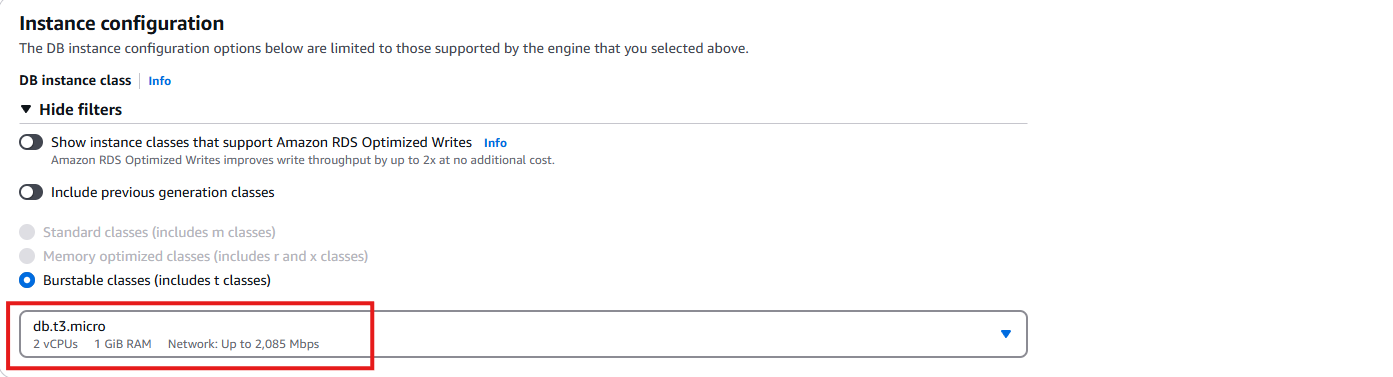 Instance configuration
The DB instance configuration options below are limited to those supported by the engine that you selected above.
DB instance class Info
Hide filters
Show instance classes that support Amazon RDS Optimized Writes Info
Amazon RDS Optimized Writes improves write throughput by up to 2x at no additional cost.
Include previous generation classes
Standard classes (includes m classes)
Memory optimized classes (includes r and x classes)
Burstable classes (includes t classes)
db.t3.micro
2 vCPUs 1 GiB RAM Network: Up to 2,085 Mbps